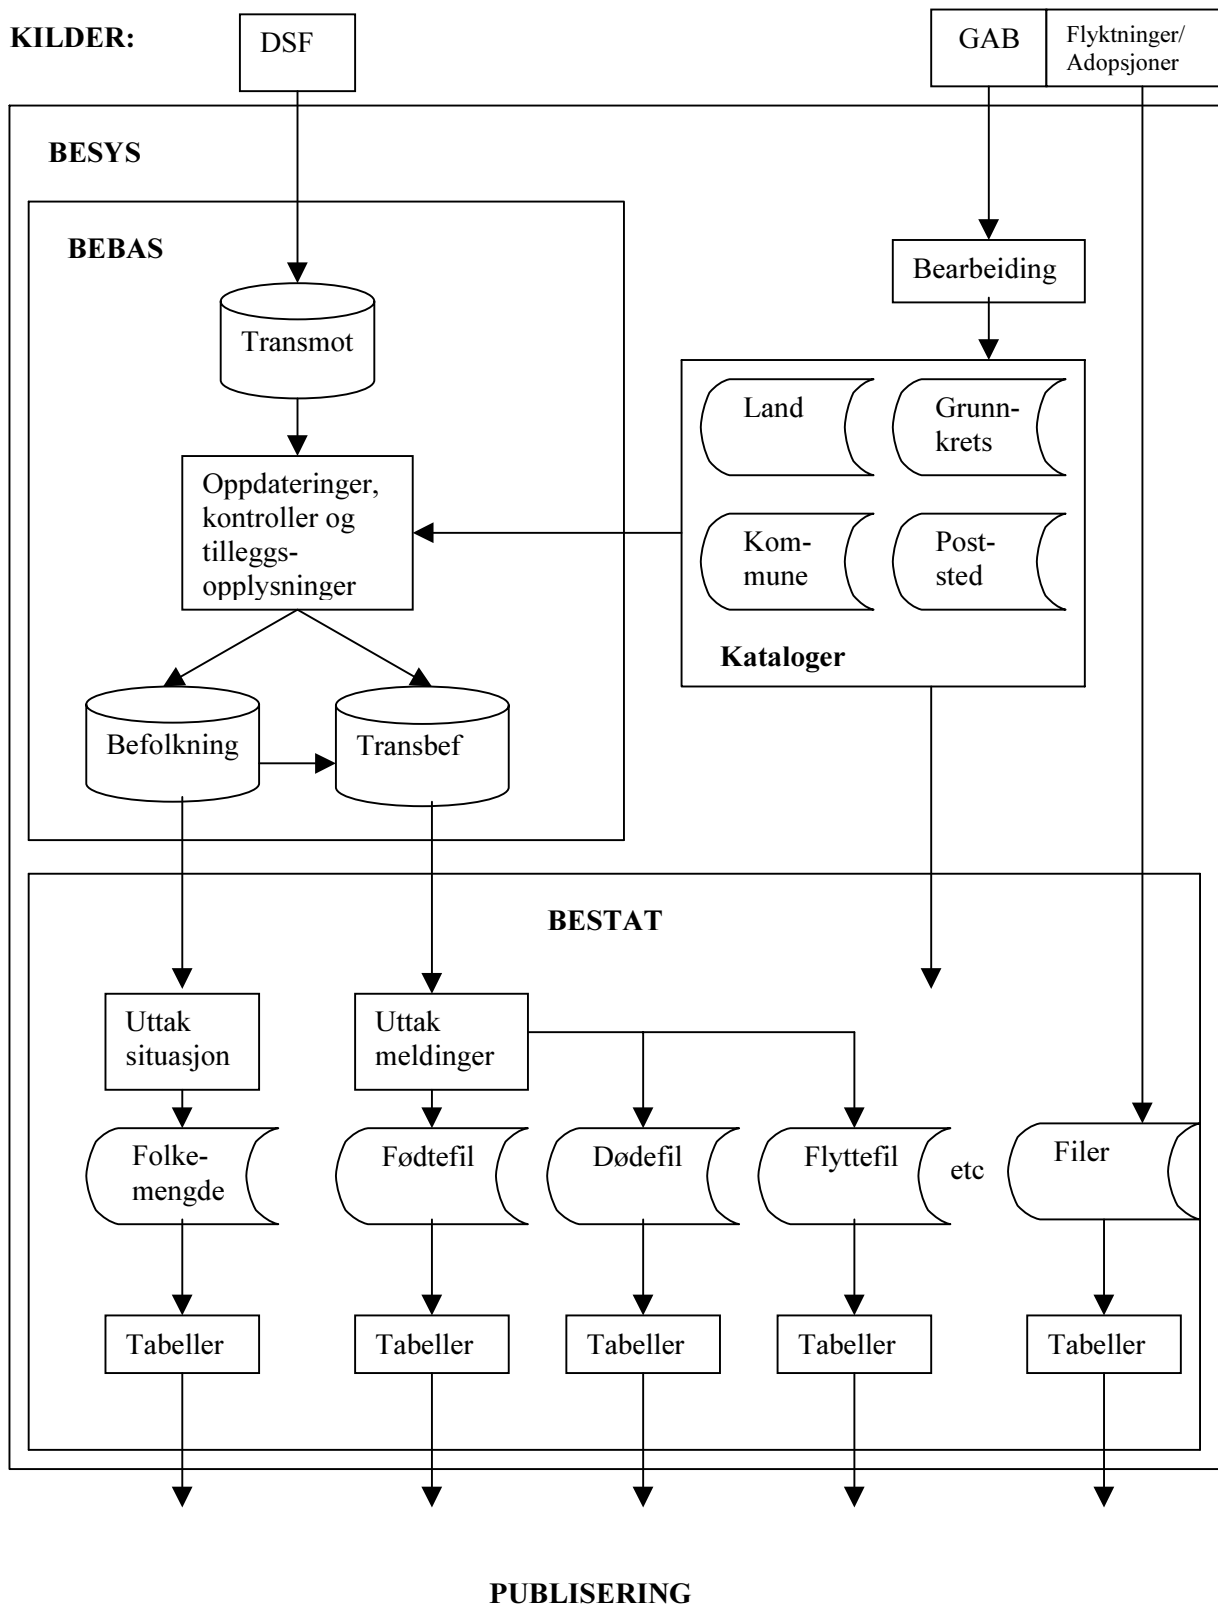 KILDER:
DSF
GAB
Flyktninger/
Adopsjoner
BESYS
BEBAS
Bearbeiding
Transmot
Land
Grunn-
krets
Oppdateringer,
kontroller og
tilleggs-
opplysninger
Kom-
mune
Post-
sted
Kataloger
Befolkning
Transbef
BESTAT
Uttak
situasjon
Uttak
meldinger
Folke-
mengde
Fødtefil
Dødefil
Flyttefil
etc
Filer
Tabeller
Tabeller
Tabeller
Tabeller
Tabeller
PUBLISERING